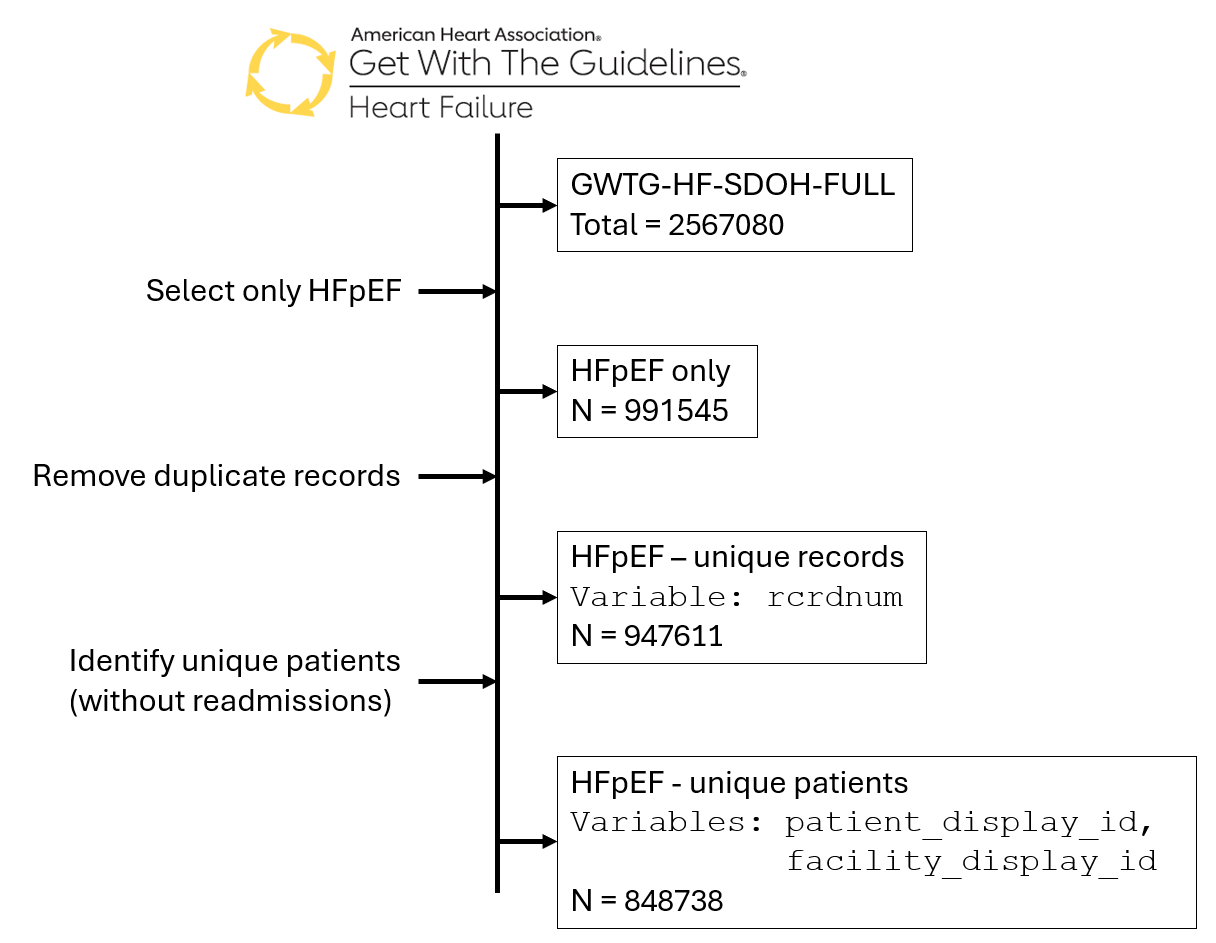 American Heart Association®
Get With The Guidelines®
Heart Failure
GWTG-HF-SDOH-FULL
Total = 2567080
Select only HFpEF
HFpEF only
N = 991545
Remove duplicate records
HFpEF – unique records
Variable: rcrdnum
N = 947611
Identify unique patients
(without readmissions)
HFpEF - unique patients
Variables: patient_display_id,
facility_display_id
N = 848738